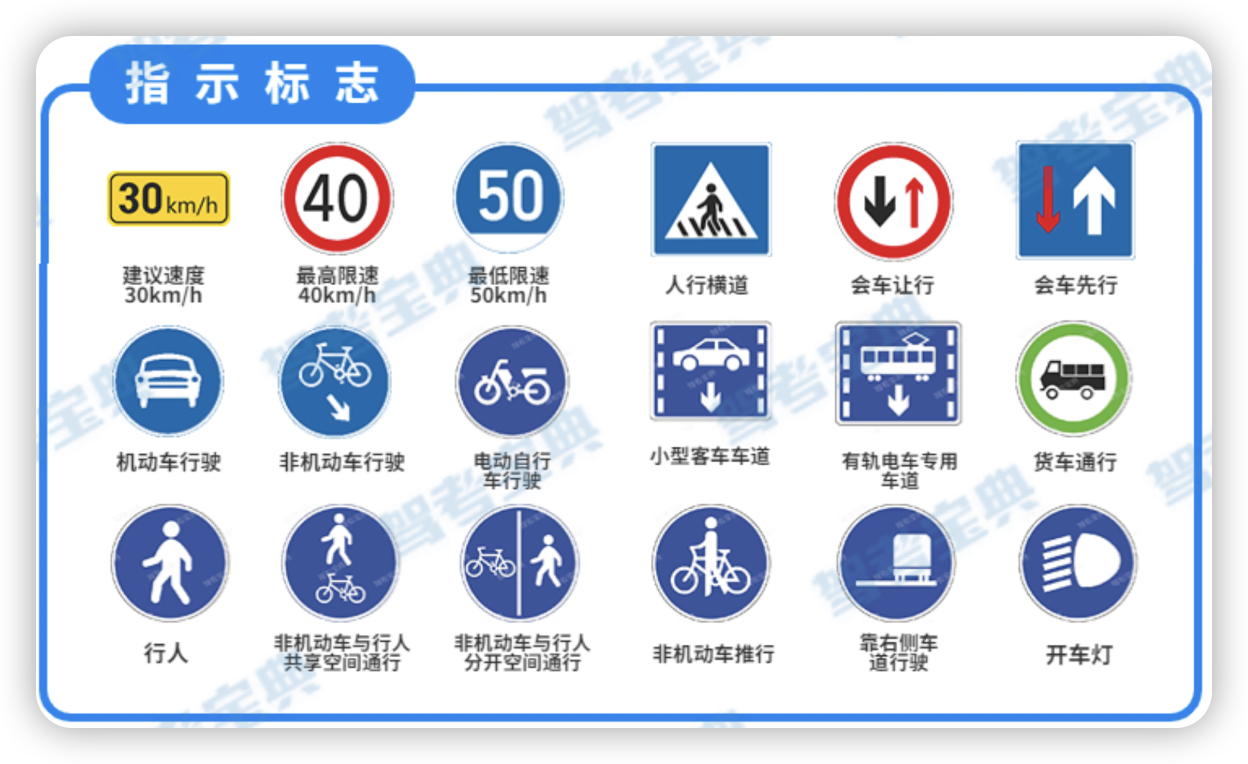 指示标志
30 km/h
40
50
建议速度
30km/h
最高限速
40km/h
最低限速
50km/h
人行横道
会车让行
会车先行
机动车行驶
非机动车行驶
电动自行
车行驶
小型客车车道
有轨电车专用
车道
货车通行
行人
非机动车与行人
共享空间通行
非机动车与行人
分开空间通行
非机动车推行
靠右侧车
道行驶
开车灯
驾考宝典